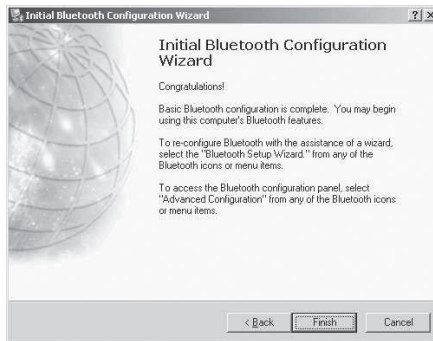 Initial Bluetooth Configuration Wizard
Initial Bluetooth Configuration
Wizard
Congratulations!
Basic Bluetooth configuration is complete. You may begin
using this computer's Bluetooth features.
To re-configure Bluetooth with the assistance of a wizard,
select the "Bluetooth Setup Wizard." from any of the
Bluetooth icons or menu items.
To access the Bluetooth configuration panel, select
"Advanced Configuration" from any of the Bluetooth icons
or menu items.
< Back Finish Cancel